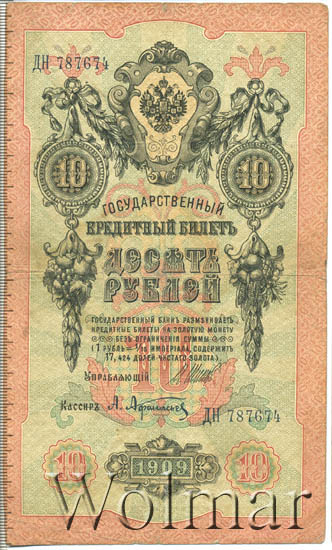 ДН 787674
10 10
ГОСУДАРСТВЕННЫЙ
КРЕДИТНЫЙ БИЛЕТЪ
ДЕСЯТЬ
РУБЛЕЙ
ГОСУДАРСТВЕННЫЙ БАНКЪ РАЗМѢНИВАЕТЪ
КРЕДИТНЫЕ БИЛЕТЫ НА ЗОЛОТУЮ МОНЕТУ
БЕЗЪ ОГРАНИЧЕНІЯ СУММЫ
(1 РУБЛЬ = 1/15 ИМПЕРІАЛА, СОДЕРЖИТЪ
17,424 ДОЛЕЙ ЧИСТАГО ЗОЛОТА).
10
УПРАВЛЯЮЩІЙ
КАССИРЪ
ДН 787674
10 1909 10
Wolmar